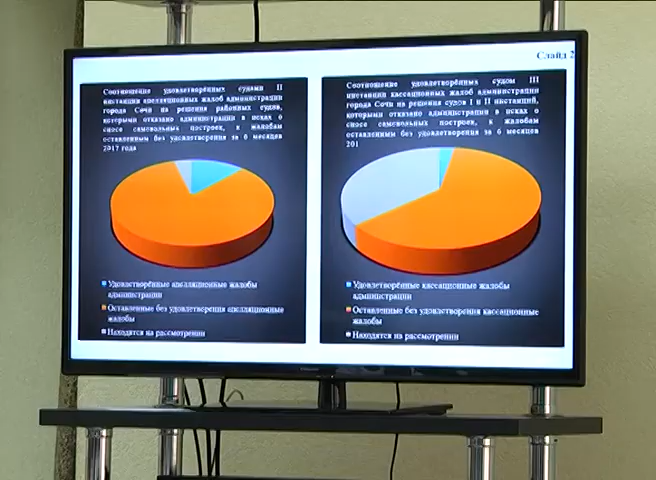 Слайд 2
Соотношение удовлетворённых судами II
инстанции апелляционных жалоб администрации
города Сочи на решения районных судов,
которыми отказано администрации в исках о
сносе самовольных построек, к жалобам
оставленным без удовлетворения за 6 месяцев
2017 года
Удовлетворённые апелляционные жалобы
администрации
Оставленные без удовлетворения апелляционные
жалобы
Находятся на рассмотрении
Соотношение удовлетворённых судом III
инстанции кассационных жалоб администрации
города Сочи на решения судов I и II инстанций,
которыми отказано администрации в исках о
сносе самовольных построек, к жалобам
оставленным без удовлетворения за 6 месяцев
201
Удовлетворённые кассационные жалобы
администрации
Оставленные без удовлетворения кассационные
жалобы
Находятся на рассмотрении